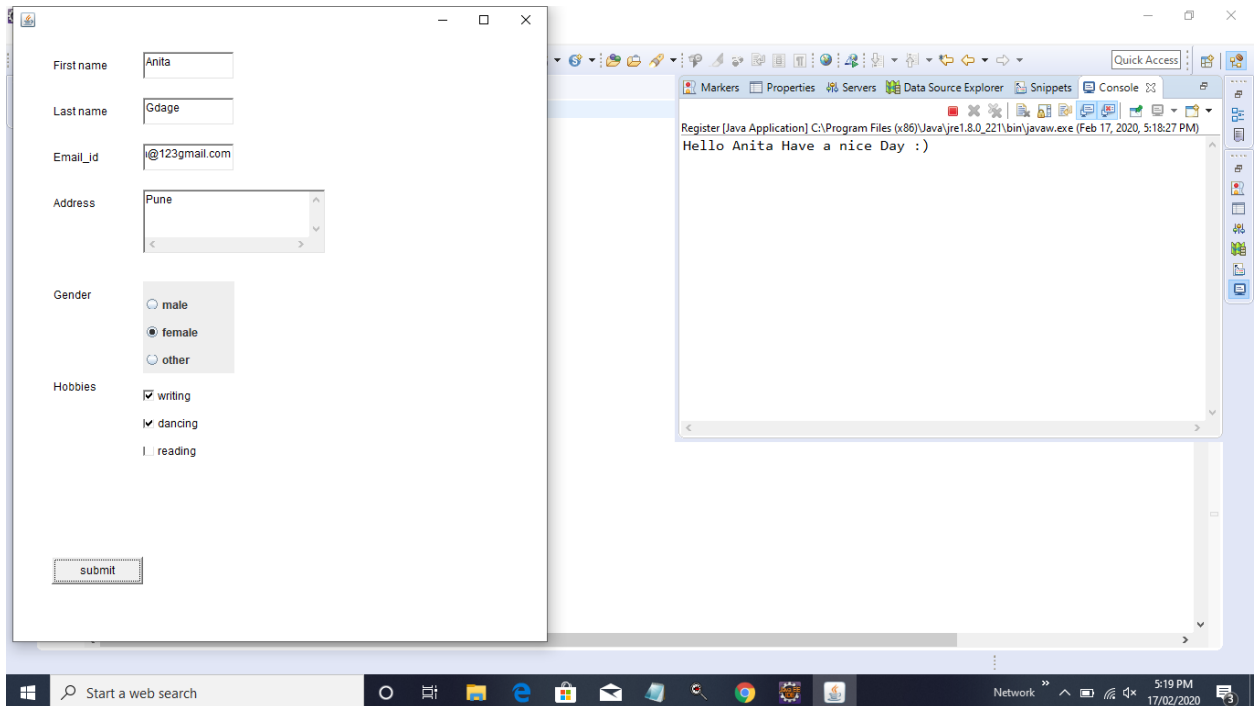 First name
Anita
Last name
Gdage
Email_id
@123gmail.com
Address
Pune
Gender
male
female
other
Hobbies
writing
dancing
reading
submit
Quick Access
Markers Properties Servers Data Source Explorer Snippets Console
Register [Java Application] C:\Program Files (x86)\Java\jre1.8.0_221\bin\javaw.exe (Feb 17, 2020, 5:18:27 PM)
Hello Anita Have a nice Day :)
Start a web search
Network
5:19 PM
17/02/2020
3